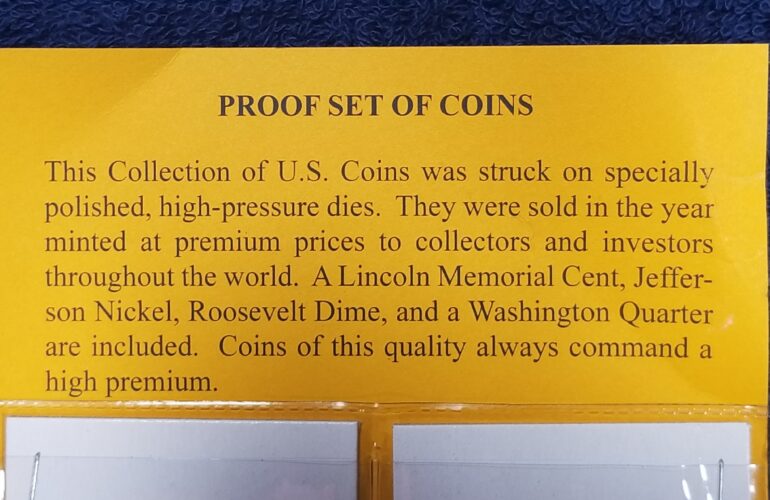 PROOF SET OF COINS
This Collection of U.S. Coins was struck on specially
polished, high-pressure dies. They were sold in the year
minted at premium prices to collectors and investors
throughout the world. A Lincoln Memorial Cent, Jeffer-
son Nickel, Roosevelt Dime, and a Washington Quarter
are included. Coins of this quality always command a
high premium.